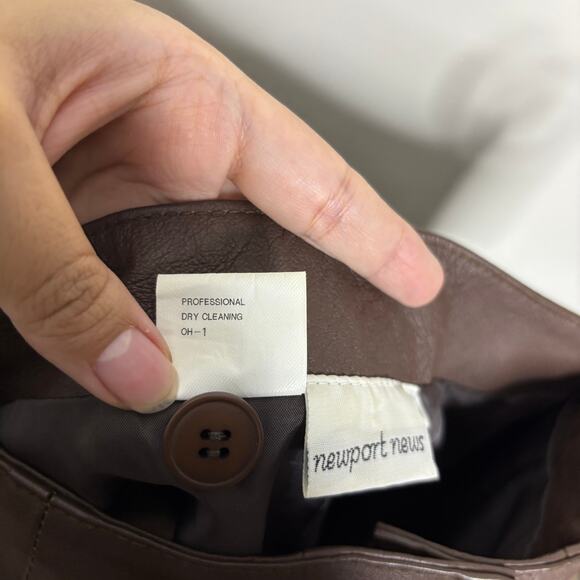 PROFESSIONAL
DRY CLEANING
OH-1
newport news